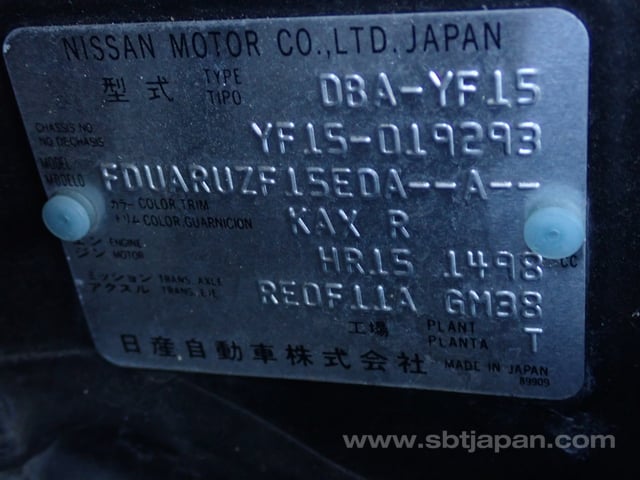 NISSAN MOTOR CO.,LTD. JAPAN
型式 TYPE TIPO DBA-YF15
CHASSIS NO. NO DECHASIS YF15-019293
MODEL MODELO FDUARUZF15EDA--A--
カラー COLOR,TRIM トリム COLOR,GUARNICION KAX R
エンジン ENGINE MOTOR HR15 1498 CC
ミッション アクスル TRANS. AXLE TRANS. EJE RE0F11A GM38
工場 PLANT PLANTA T
日産自動車株式会社 MADE IN JAPAN
89909
www.sbtjapan.com